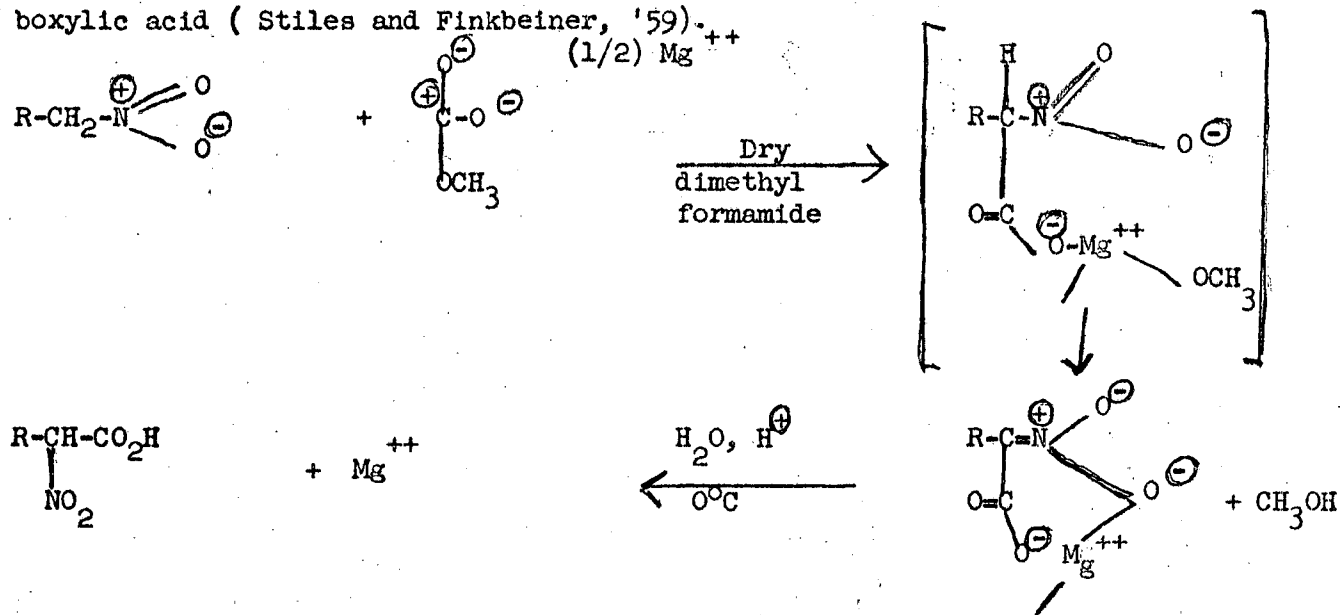 boxylic acid ( Stiles and Finkbeiner, '59).
(1/2) Mg++
R-CH2-N⊕ O O⊖ + ⊕C-O⊖ O⊖ OCH3
Dry
dimethyl
formamide
H
R-C-N⊕ O O⊖
O=C O⊖-Mg++
OCH3
R-CH-CO2H
NO2
+ Mg++
H2O, H⊕
0°C
R-C=N⊕ O⊖
O=C O⊖ + CH3OH
O⊖ Mg++